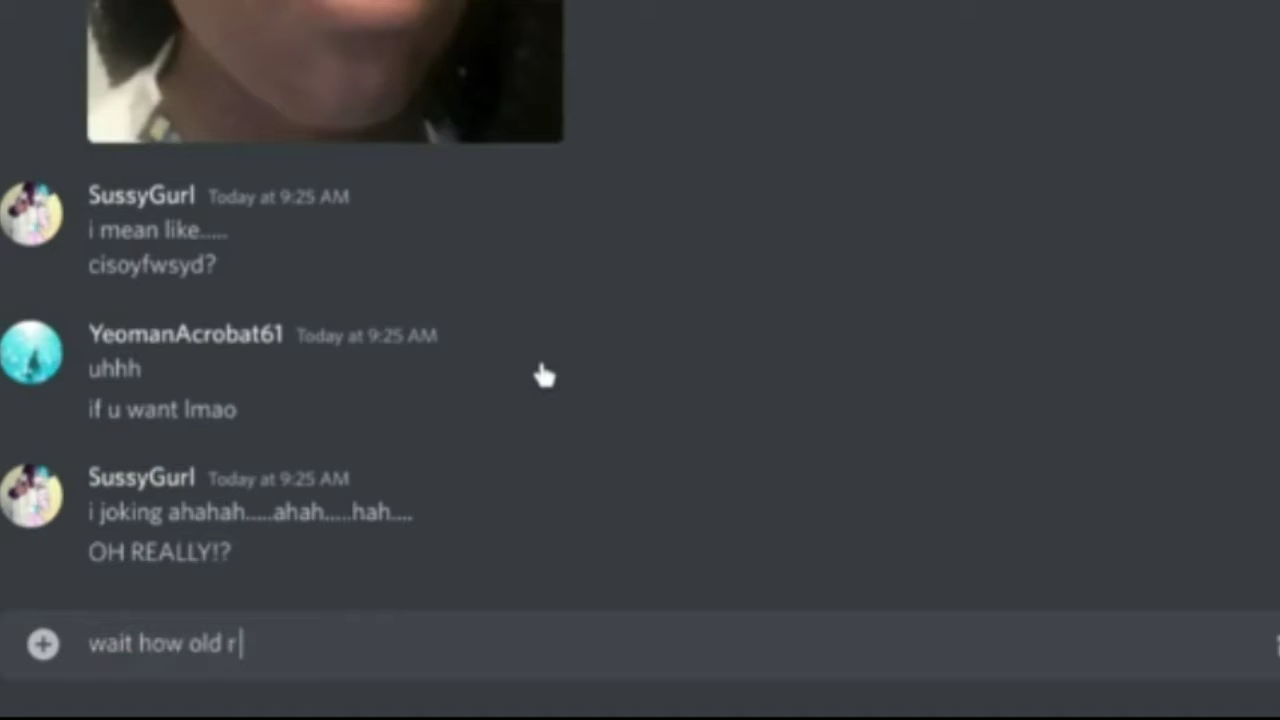 SussyGurl Today at 9:25 AM
i mean like.....
cisoyfwsyd?
YeomanAcrobat61 Today at 9:25 AM
uhhh
if u want lmao
SussyGurl Today at 9:25 AM
i joking ahahah.....ahah.....hah....
OH REALLY!?
wait how old r